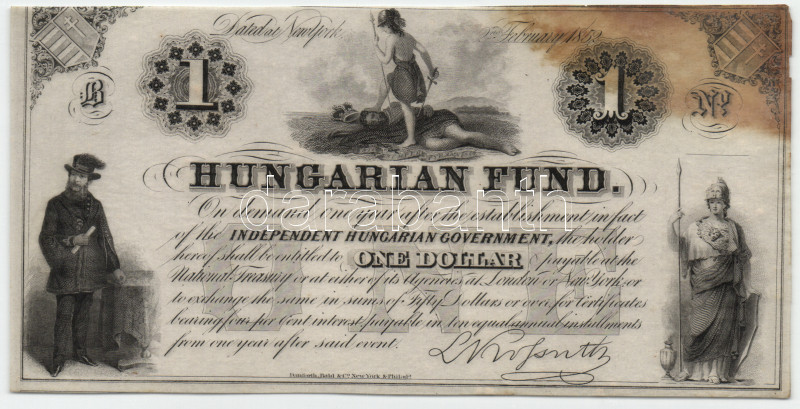 Dated at New York 2nd February 1852
B
1
1
No
HUNGARIAN FUND.
darabanth
On demand one year after the establishment in fact
of the INDEPENDENT HUNGARIAN GOVERNMENT, the holder
hereof shall be entitled to ONE DOLLAR payable at the
National Treasury or at either of its Agencies at London or New York, or
to exchange the same in sums of Fifty Dollars or over, for Certificates
bearing four per Cent interest payable in ten equal annual installments
from one year after said event.
L Kossuth
Danforth, Bald & Co. New York & Philada.